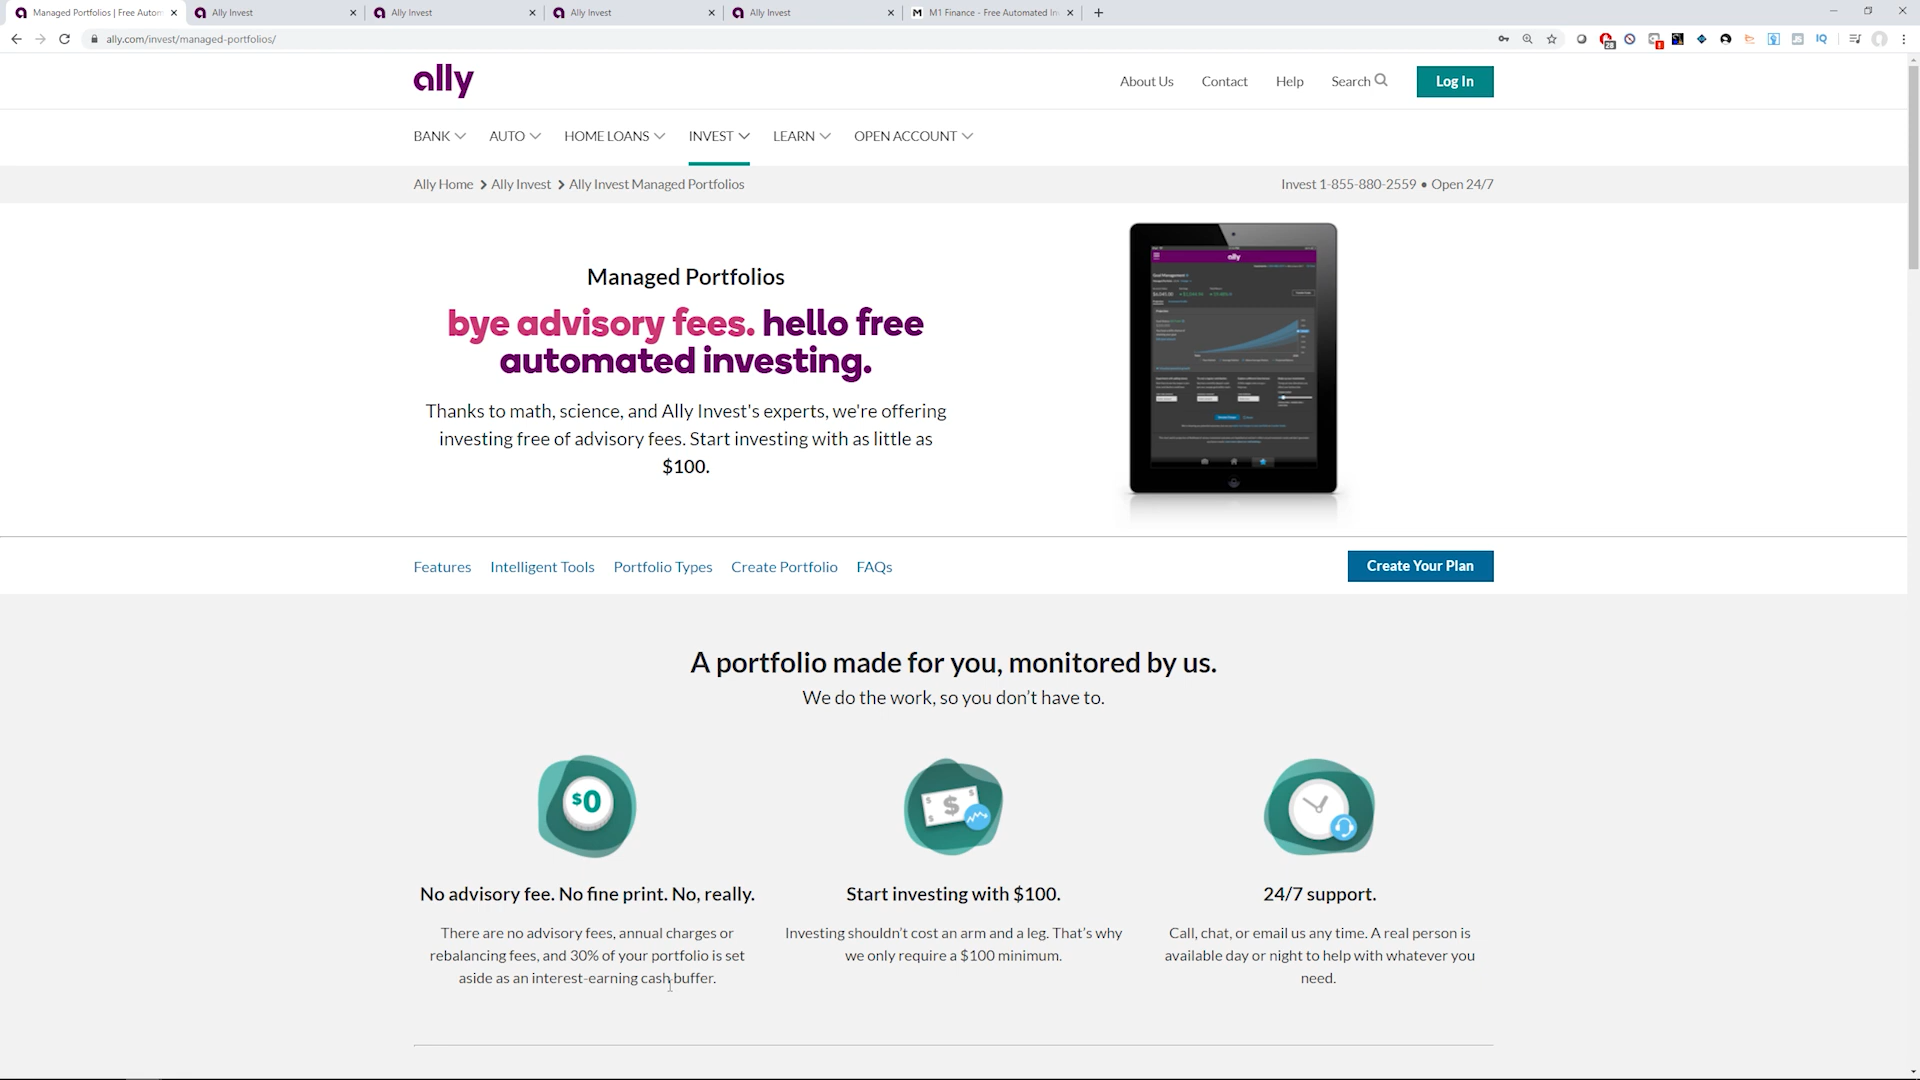 Managed Portfolios | Free Autom
Ally Invest
Ally Invest
Ally Invest
Ally Invest
M1 Finance - Free Automated In
ally.com/invest/managed-portfolios/
ally
About Us
Contact
Help
Search
Log In
BANK
AUTO
HOME LOANS
INVEST
LEARN
OPEN ACCOUNT
Ally Home > Ally Invest > Ally Invest Managed Portfolios
Invest 1-855-880-2559 • Open 24/7
Managed Portfolios
bye advisory fees. hello free
automated investing.
Thanks to math, science, and Ally Invest's experts, we're offering
investing free of advisory fees. Start investing with as little as
$100.
ally
Features
Intelligent Tools
Portfolio Types
Create Portfolio
FAQs
Create Your Plan
A portfolio made for you, monitored by us.
We do the work, so you don't have to.
$0
No advisory fee. No fine print. No, really.
There are no advisory fees, annual charges or
rebalancing fees, and 30% of your portfolio is set
aside as an interest-earning cash buffer.
Start investing with $100.
Investing shouldn't cost an arm and a leg. That's why
we only require a $100 minimum.
24/7 support.
Call, chat, or email us any time. A real person is
available day or night to help with whatever you
need.